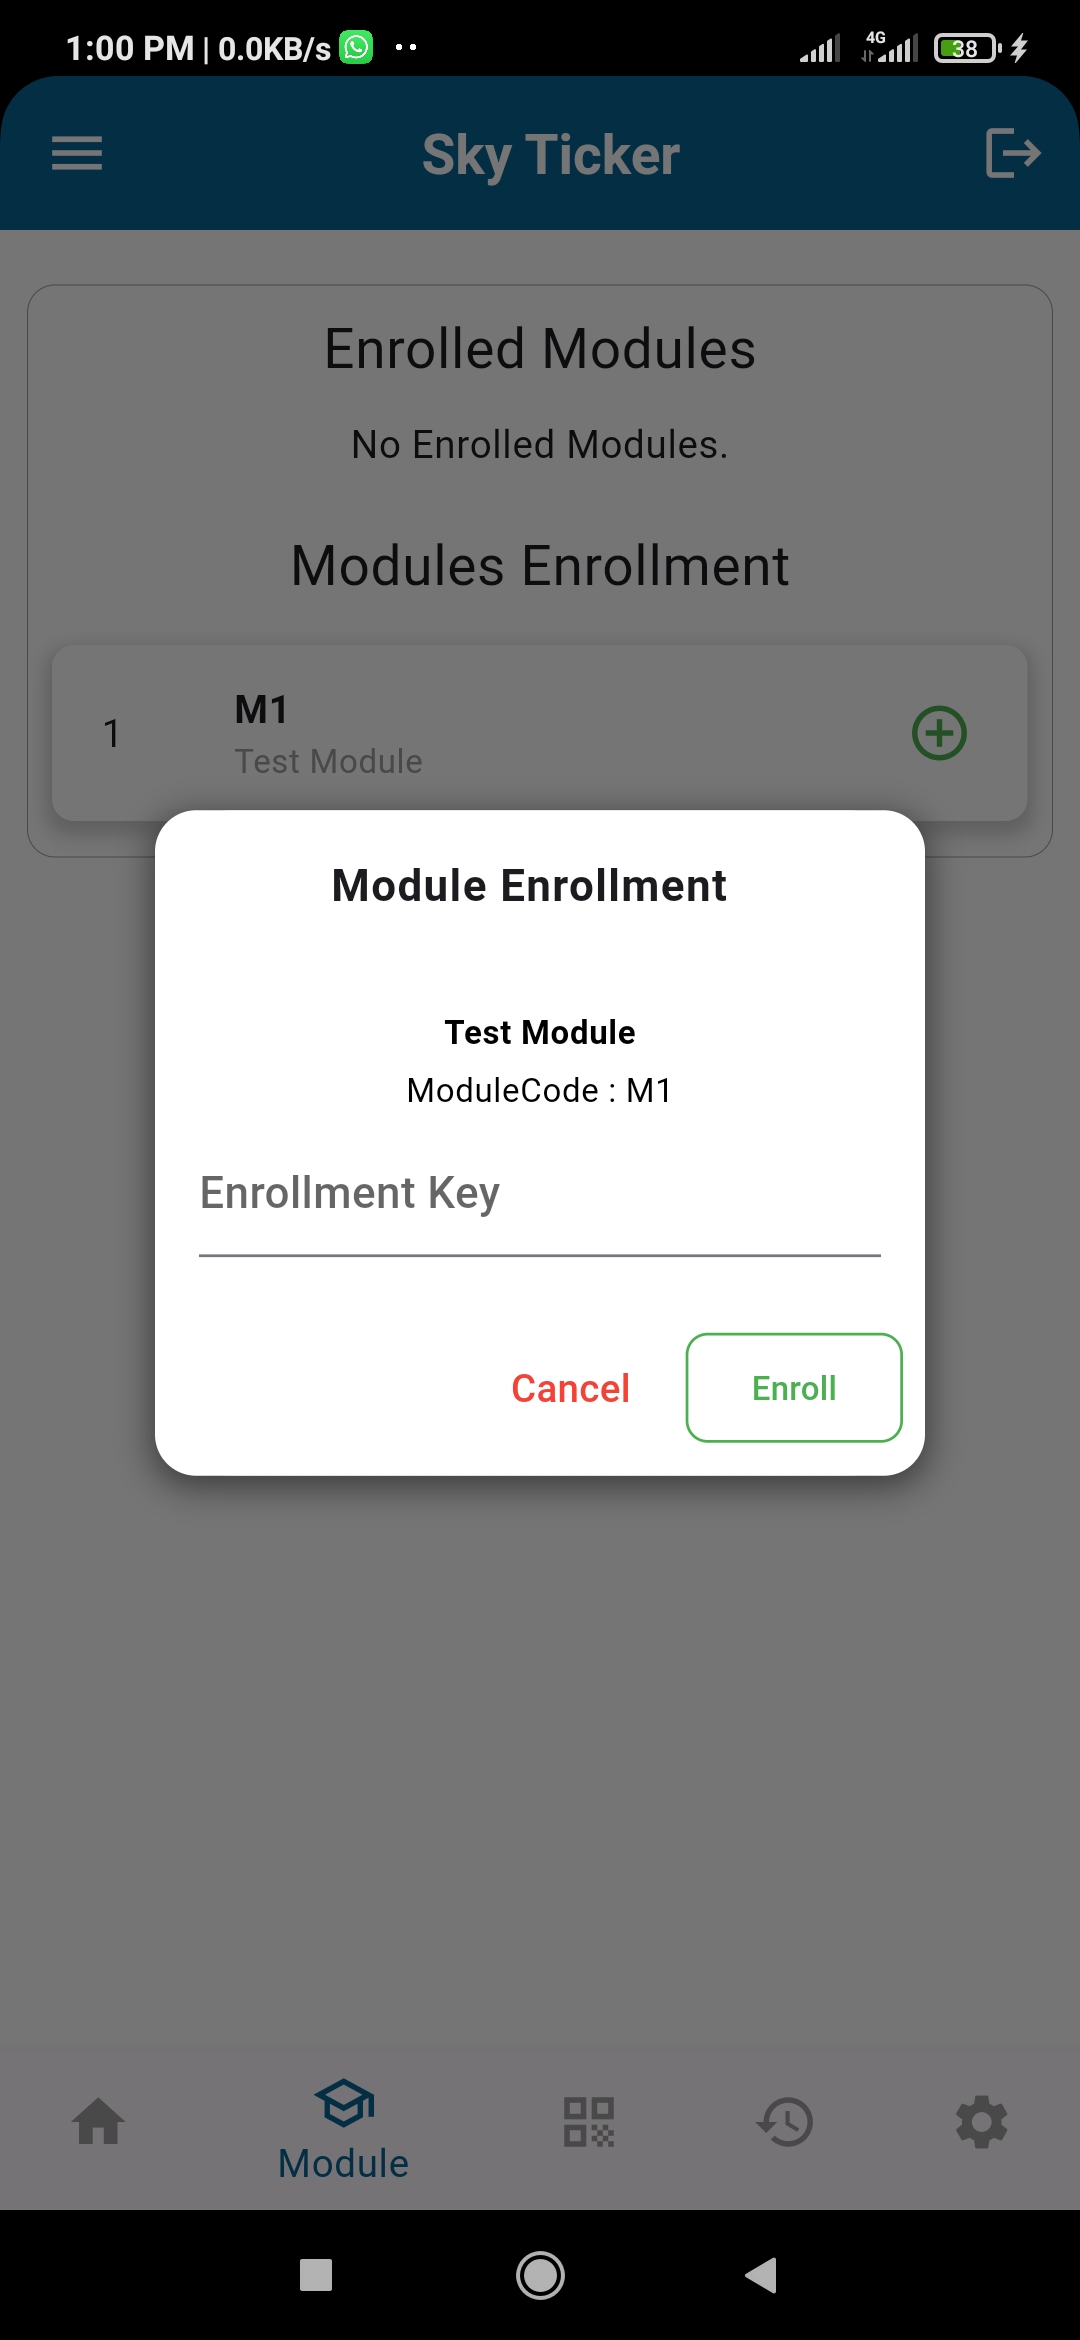 1:00 PM | 0.0KB/s
4G
38
Sky Ticker
Enrolled Modules
No Enrolled Modules.
Modules Enrollment
1
M1
Test Module
Module Enrollment
Test Module
ModuleCode : M1
Enrollment Key
Cancel
Enroll
Module